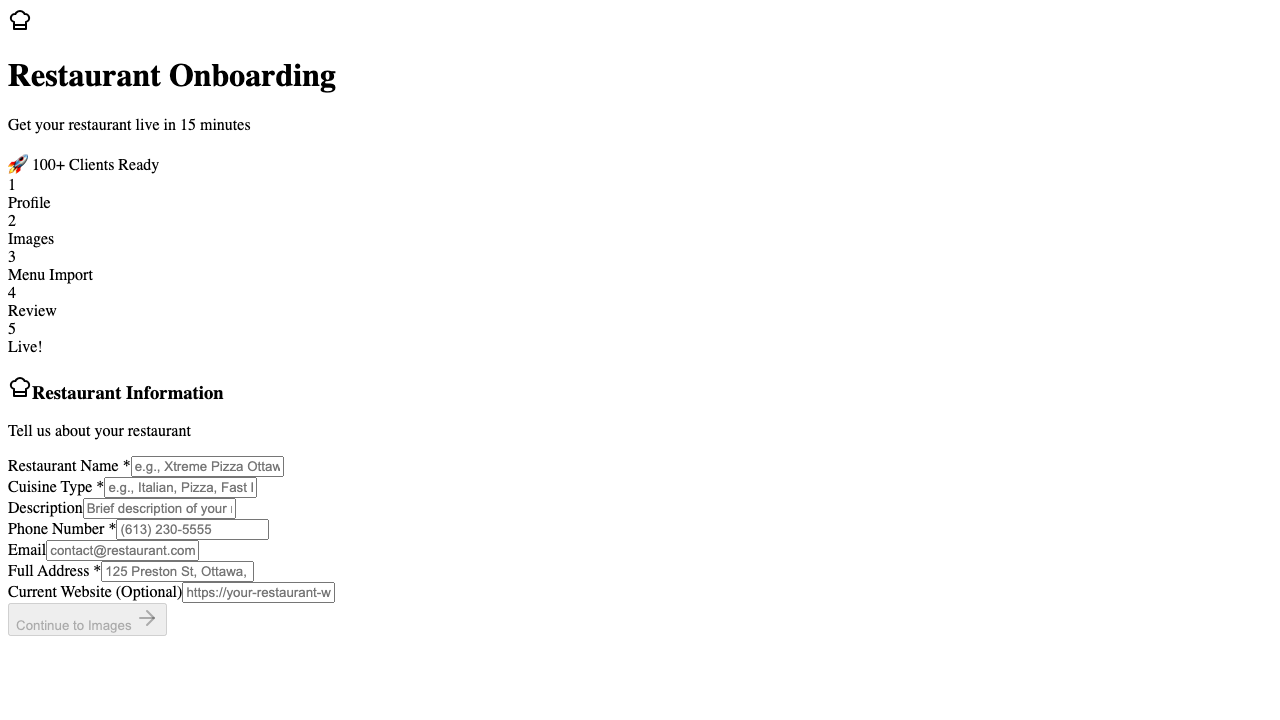 Restaurant Onboarding
Get your restaurant live in 15 minutes
🚀 100+ Clients Ready
1
Profile
2
Images
3
Menu Import
4
Review
5
Live!
Restaurant Information
Tell us about your restaurant
Restaurant Name * e.g., Xtreme Pizza Ottaw
Cuisine Type * e.g., Italian, Pizza, Fast
Description Brief description of your
Phone Number * (613) 230-5555
Email contact@restaurant.com
Full Address * 125 Preston St, Ottawa,
Current Website (Optional) https://your-restaurant-w
Continue to Images